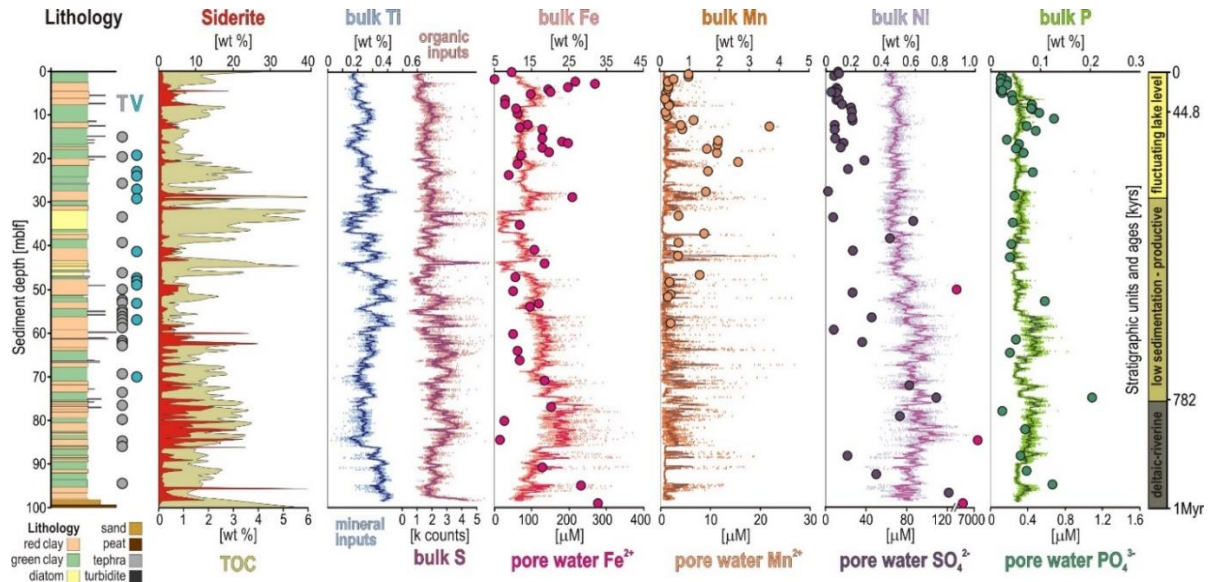 Lithology
Siderite
[wt %]
0 10 20 30 40
bulk Ti
[wt %]
0.2 0.4 0.6
organic
inputs
bulk Fe
[wt %]
5 10 15 20 25 30 35 40
bulk Mn
[wt %]
0 1 2 3
bulk NI
[wt %]
0 0.2 0.4 0.6 0.8 1.0
bulk P
[wt %]
0 0.1 0.2 0.3
Sediment depth [mblf]
0
10
20
30
40
50
60
70
80
90
100
T V
Stratigraphic units and ages [kyrs]
0
44.8
782
1Myr
fluctuating lake level
low sedimentation - productive
deltaic-riverine
Lithology
red clay
green clay
diatom
sand
peat
tephra
turbidite
0 1 2 3 4 5 6
[wt %]
TOC
mineral
inputs
0 1 2 3 4 5
[k counts]
bulk S
0 100 200 300 400
[µM]
pore water Fe2+
0 10 20 30
[µM]
pore water Mn2+
0 40 80 120 7000
[µM]
pore water SO42-
0 0.4 0.8 1.2 1.6
[µM]
pore water PO43-